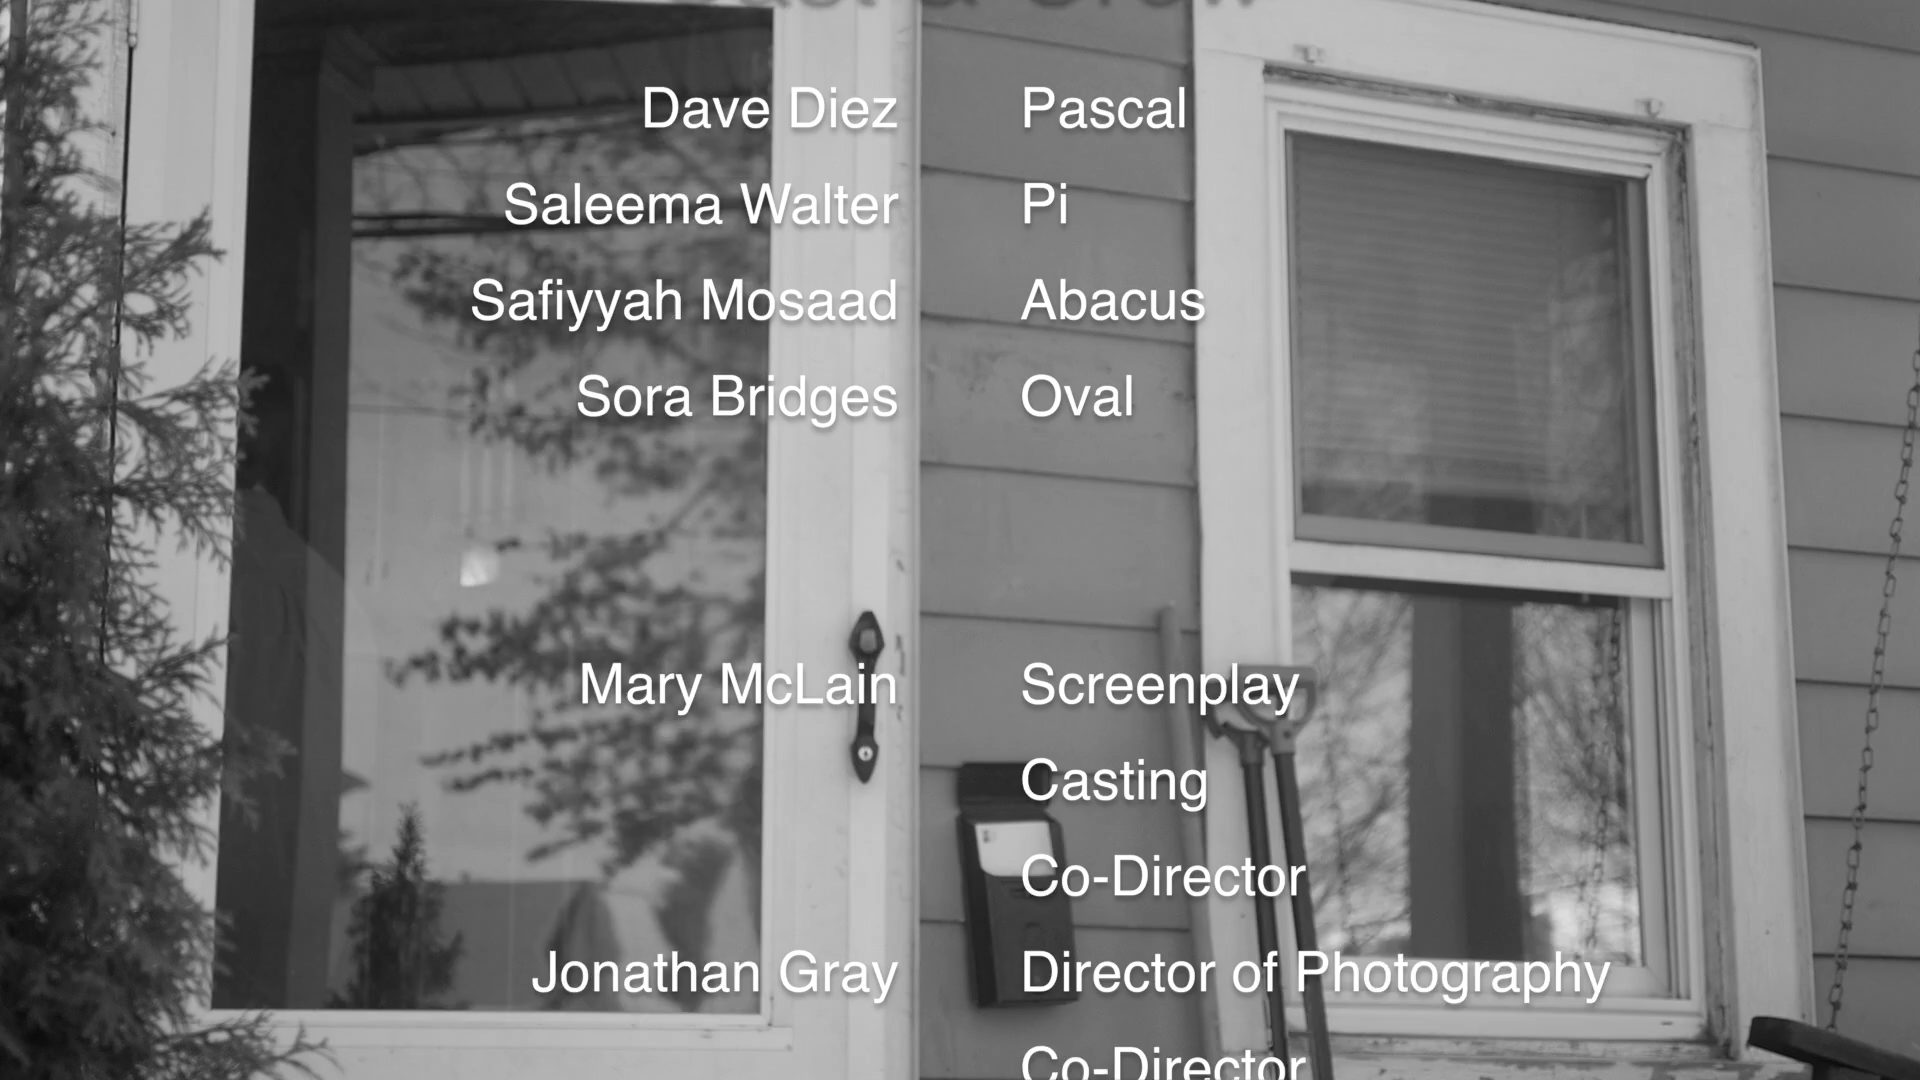 Dave Diez Pascal
Saleema Walter Pi
Safiyyah Mosaad Abacus
Sora Bridges Oval
Mary McLain Screenplay
Casting
Co-Director
Jonathan Gray Director of Photography
Co-Director